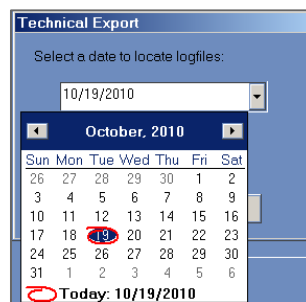 Technical Export
Select a date to locate logfiles:
10/19/2010
October, 2010
Sun Mon Tue Wed Thu Fri Sat
26 27 28 29 30 1 2
3 4 5 6 7 8 9
10 11 12 13 14 15 16
17 18 19 20 21 22 23
24 25 26 27 28 29 30
31 1 2 3 4 5 6
Today: 10/19/2010